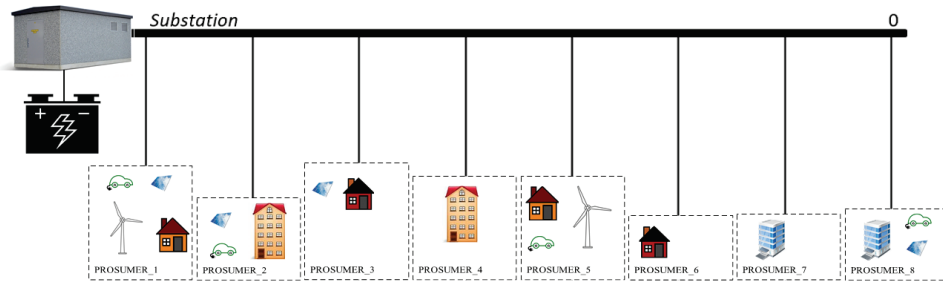 Substation
0
PROSUMER_1
PROSUMER_2
PROSUMER_3
PROSUMER_4
PROSUMER_5
PROSUMER_6
PROSUMER_7
PROSUMER_8